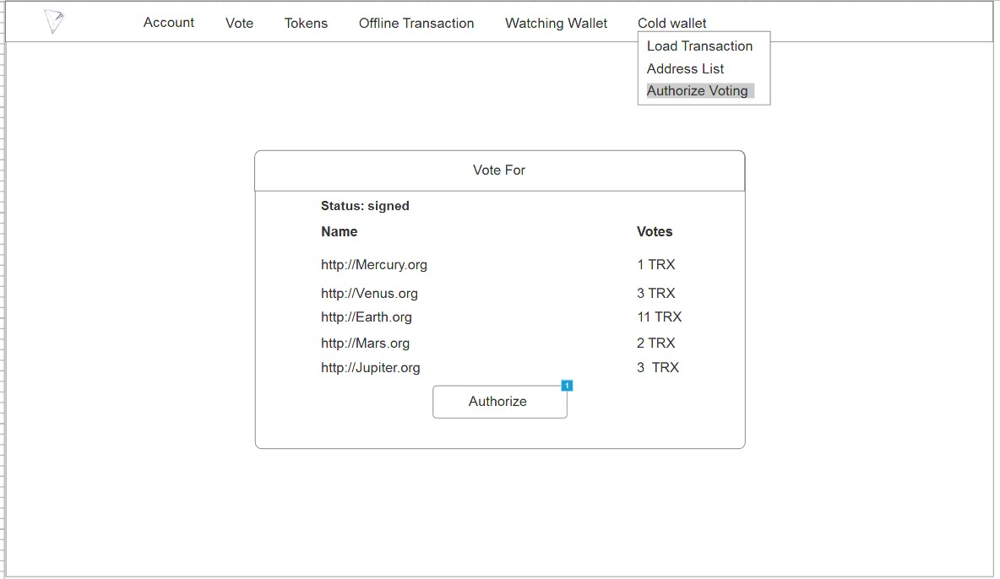 Account Vote Tokens Offline Transaction Watching Wallet Cold wallet
Load Transaction
Address List
Authorize Voting
Vote For
Status: signed
Name Votes
http://Mercury.org 1 TRX
http://Venus.org 3 TRX
http://Earth.org 11 TRX
http://Mars.org 2 TRX
http://Jupiter.org 3 TRX
1
Authorize